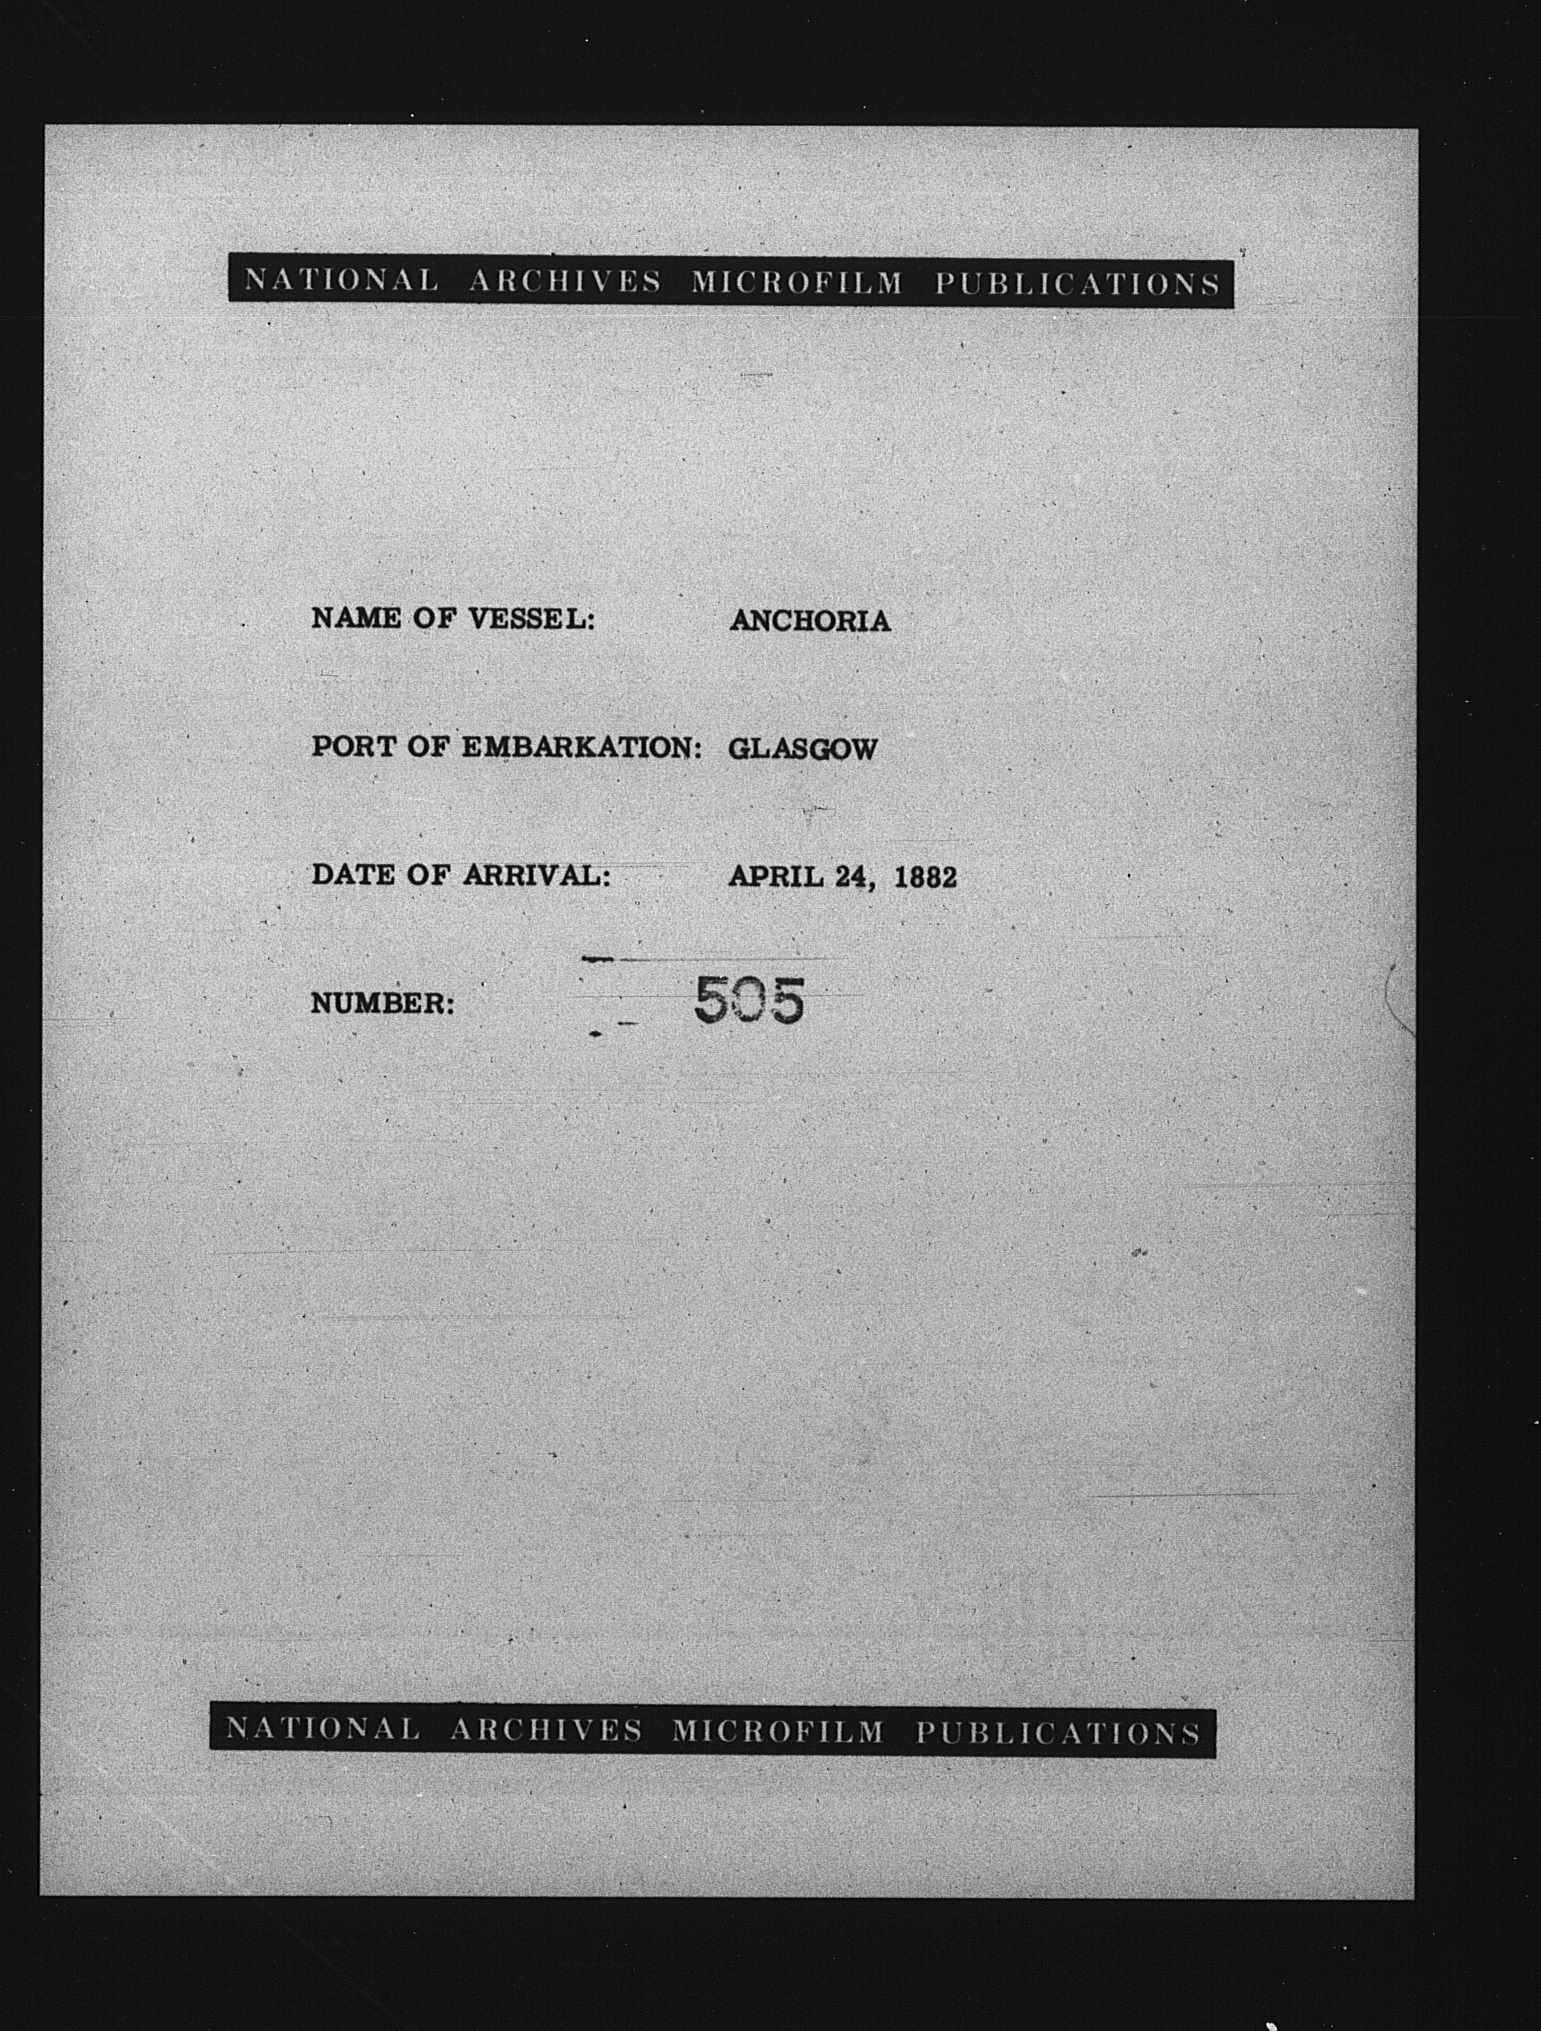 NATIONAL ARCHIVES MICROFILM PUBLICATIONS
NAME OF VESSEL: ANCHORIA
PORT OF EMBARKATION: GLASGOW
DATE OF ARRIVAL: APRIL 24, 1882
NUMBER: 505
NATIONAL ARCHIVES MICROFILM PUBLICATIONS